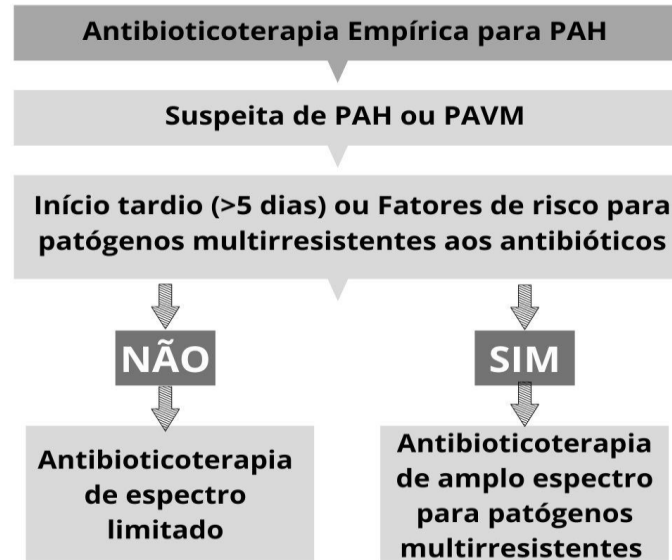 Antibioticoterapia Empírica para PAH
Suspeita de PAH ou PAVM
Início tardio (>5 dias) ou Fatores de risco para
patógenos multirresistentes aos antibióticos
NÃO
SIM
Antibioticoterapia
de espectro
limitado
Antibioticoterapia
de amplo espectro
para patógenos
multirresistentes